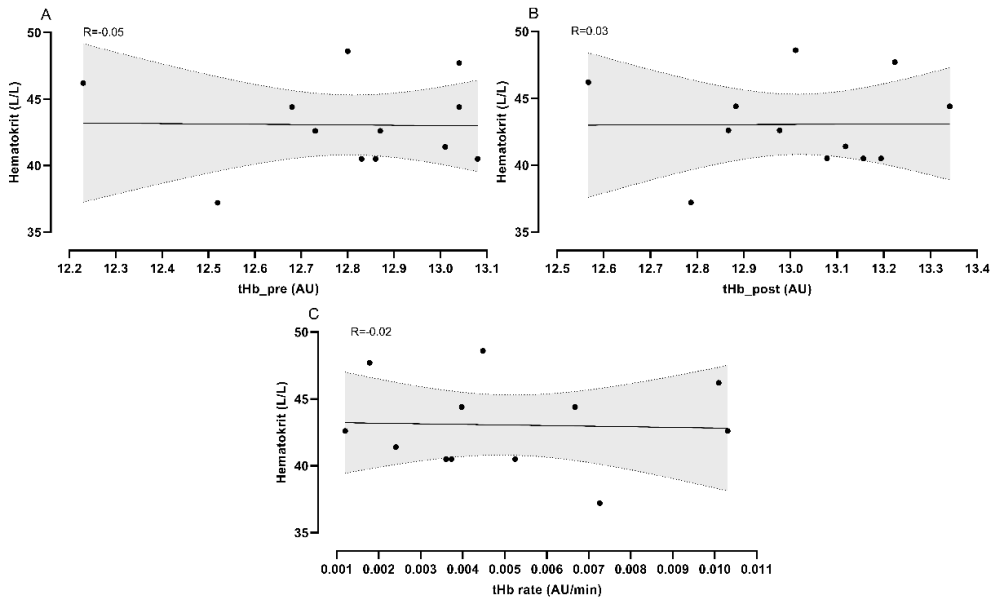 A
R=-0.05
50
45
40
35
Hematokrit (L/L)
12.2 12.3 12.4 12.5 12.6 12.7 12.8 12.9 13.0 13.1
tHb_pre (AU)
B
R=0.03
50
45
40
35
Hematokrit (L/L)
12.5 12.6 12.7 12.8 12.9 13.0 13.1 13.2 13.3 13.4
tHb_post (AU)
C
R=-0.02
50
45
40
35
Hematokrit (L/L)
0.001 0.002 0.003 0.004 0.005 0.006 0.007 0.008 0.009 0.010 0.011
tHb rate (AU/min)